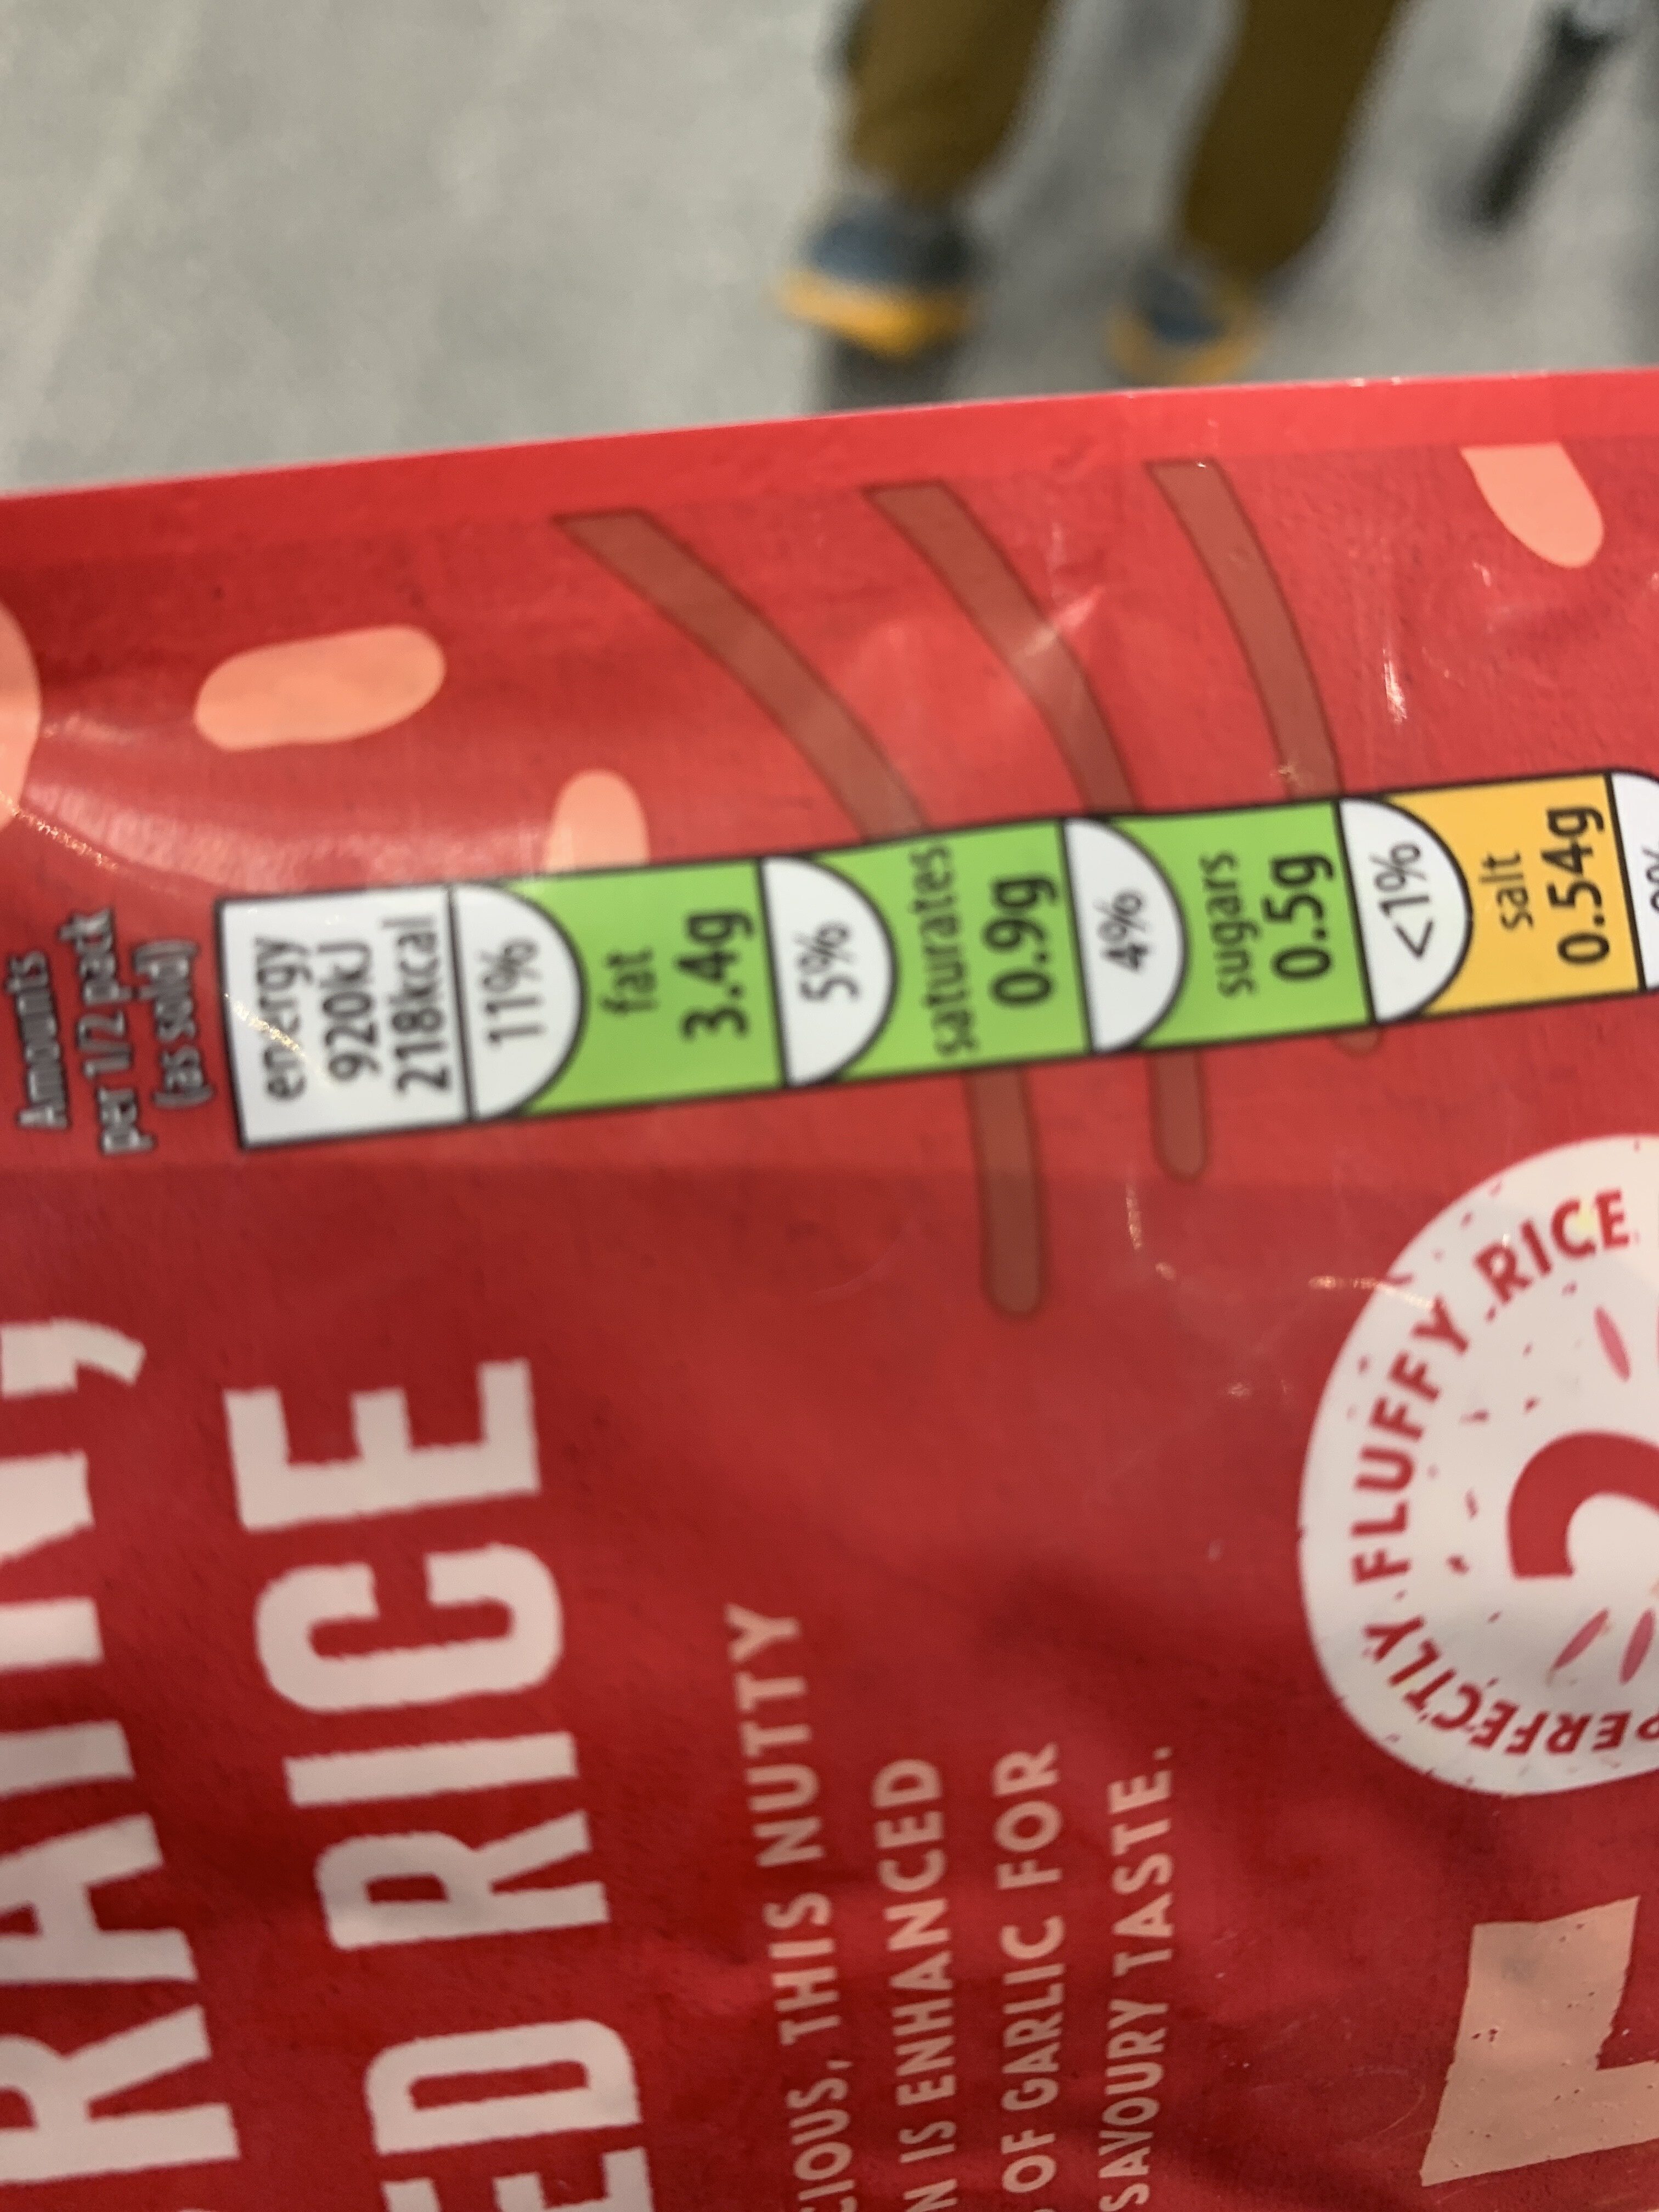 Amounts
per 1/2 pack
(as sold)
energy
920kJ
218kcal
11%
fat
3.4g
5%
saturates
0.9g
4%
sugars
0.5g
<1%
salt
0.54g
RICE
THIS NUTTY
IS ENHANCED
OF GARLIC FOR
SAVOURY TASTE.
PERFECTLY FLUFFY RICE
2